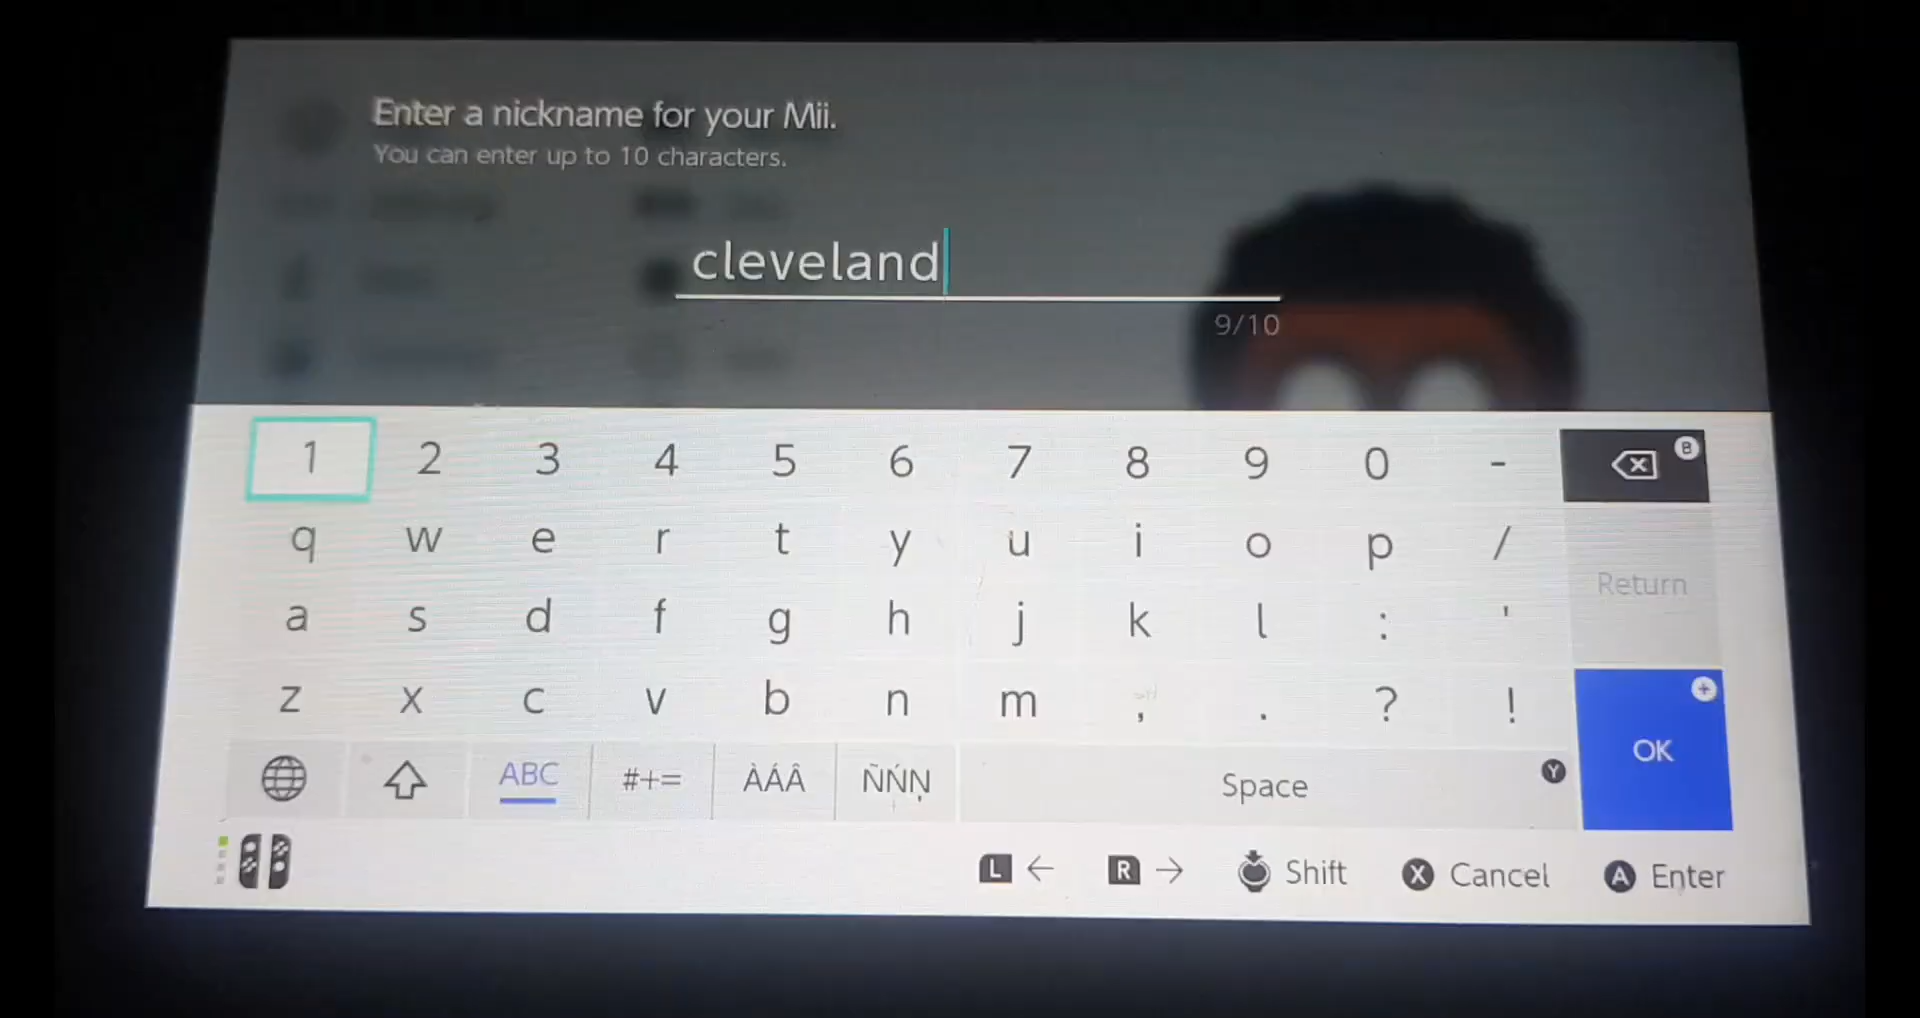 Enter a nickname for your Mii.
You can enter up to 10 characters.
cleveland
9/10
1 2 3 4 5 6 7 8 9 0 - B
q w e r t y u i o p /
Return
a s d f g h j k l : '
z x c v b n m , . ? ! +
OK
ABC #+= ÀÁÂ ÑŃŅ Space Y
L ← R → Shift X Cancel A Enter